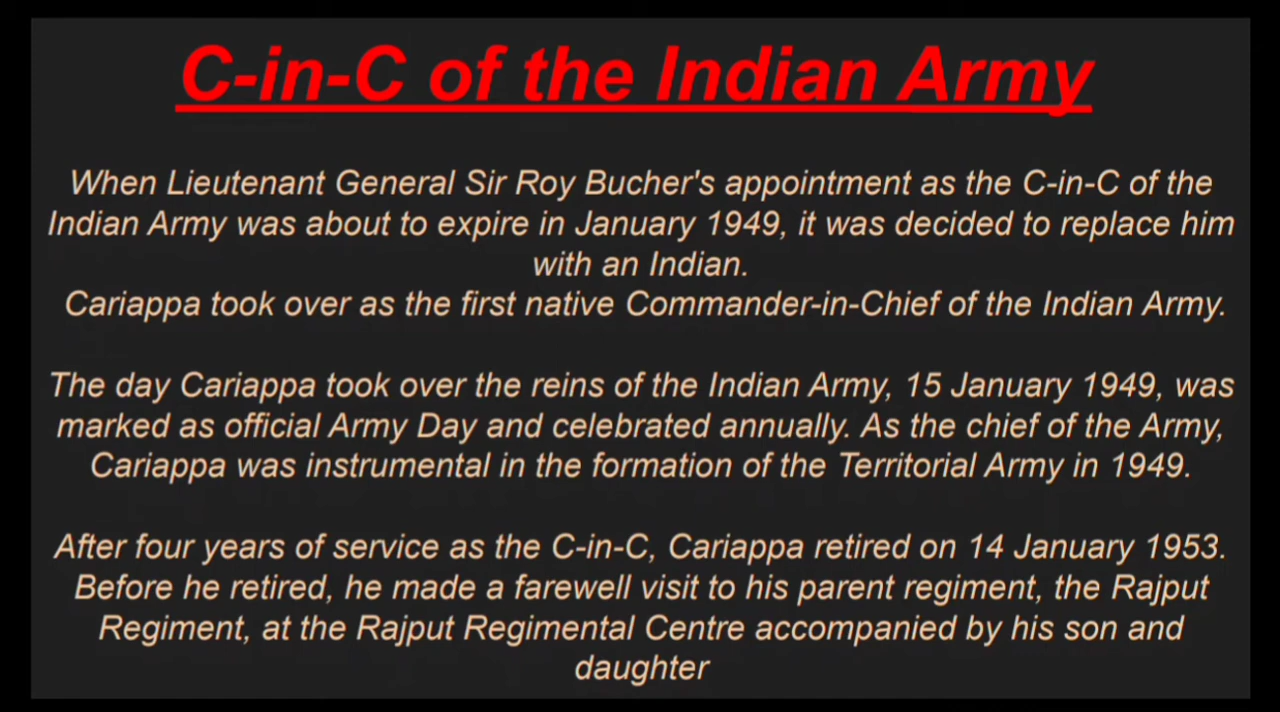 C-in-C of the Indian Army
When Lieutenant General Sir Roy Bucher's appointment as the C-in-C of the
Indian Army was about to expire in January 1949, it was decided to replace him
with an Indian.
Cariappa took over as the first native Commander-in-Chief of the Indian Army.
The day Cariappa took over the reins of the Indian Army, 15 January 1949, was
marked as official Army Day and celebrated annually. As the chief of the Army,
Cariappa was instrumental in the formation of the Territorial Army in 1949.
After four years of service as the C-in-C, Cariappa retired on 14 January 1953.
Before he retired, he made a farewell visit to his parent regiment, the Rajput
Regiment, at the Rajput Regimental Centre accompanied by his son and
daughter